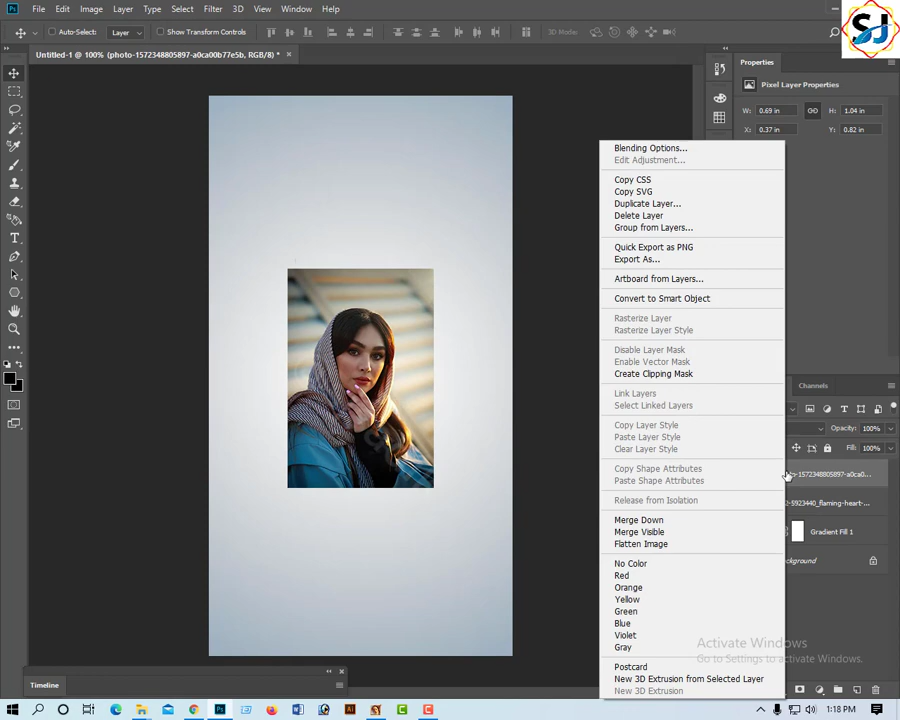 SJ
File Edit Image Layer Type Select Filter 3D View Window Help
Auto-Select: Layer Show Transform Controls 3D Mode:
Untitled-1 @ 100% (photo-1572348805897-a0ca00b77e5b, RGB/8) *
Properties
Pixel Layer Properties
W: 0.69 in H: 1.04 in
X: 0.37 in Y: 0.82 in
Blending Options...
Edit Adjustment...
Copy CSS
Copy SVG
Duplicate Layer...
Delete Layer
Group from Layers...
Quick Export as PNG
Export As...
Artboard from Layers...
Convert to Smart Object
Rasterize Layer
Rasterize Layer Style
Disable Layer Mask
Enable Vector Mask
Create Clipping Mask
Link Layers
Select Linked Layers
Copy Layer Style
Paste Layer Style
Clear Layer Style
Copy Shape Attributes
Paste Shape Attributes
Release from Isolation
Merge Down
Merge Visible
Flatten Image
No Color
Red
Orange
Yellow
Green
Blue
Violet
Gray
Postcard
New 3D Extrusion from Selected Layer
New 3D Extrusion
Channels
Opacity: 100%
Fill: 100%
-1572348805897-a0ca0...
-5923440_flaming-heart-...
Gradient Fill 1
Activate Windows
Go to Settings to activate Windows.
Timeline
1:18 PM